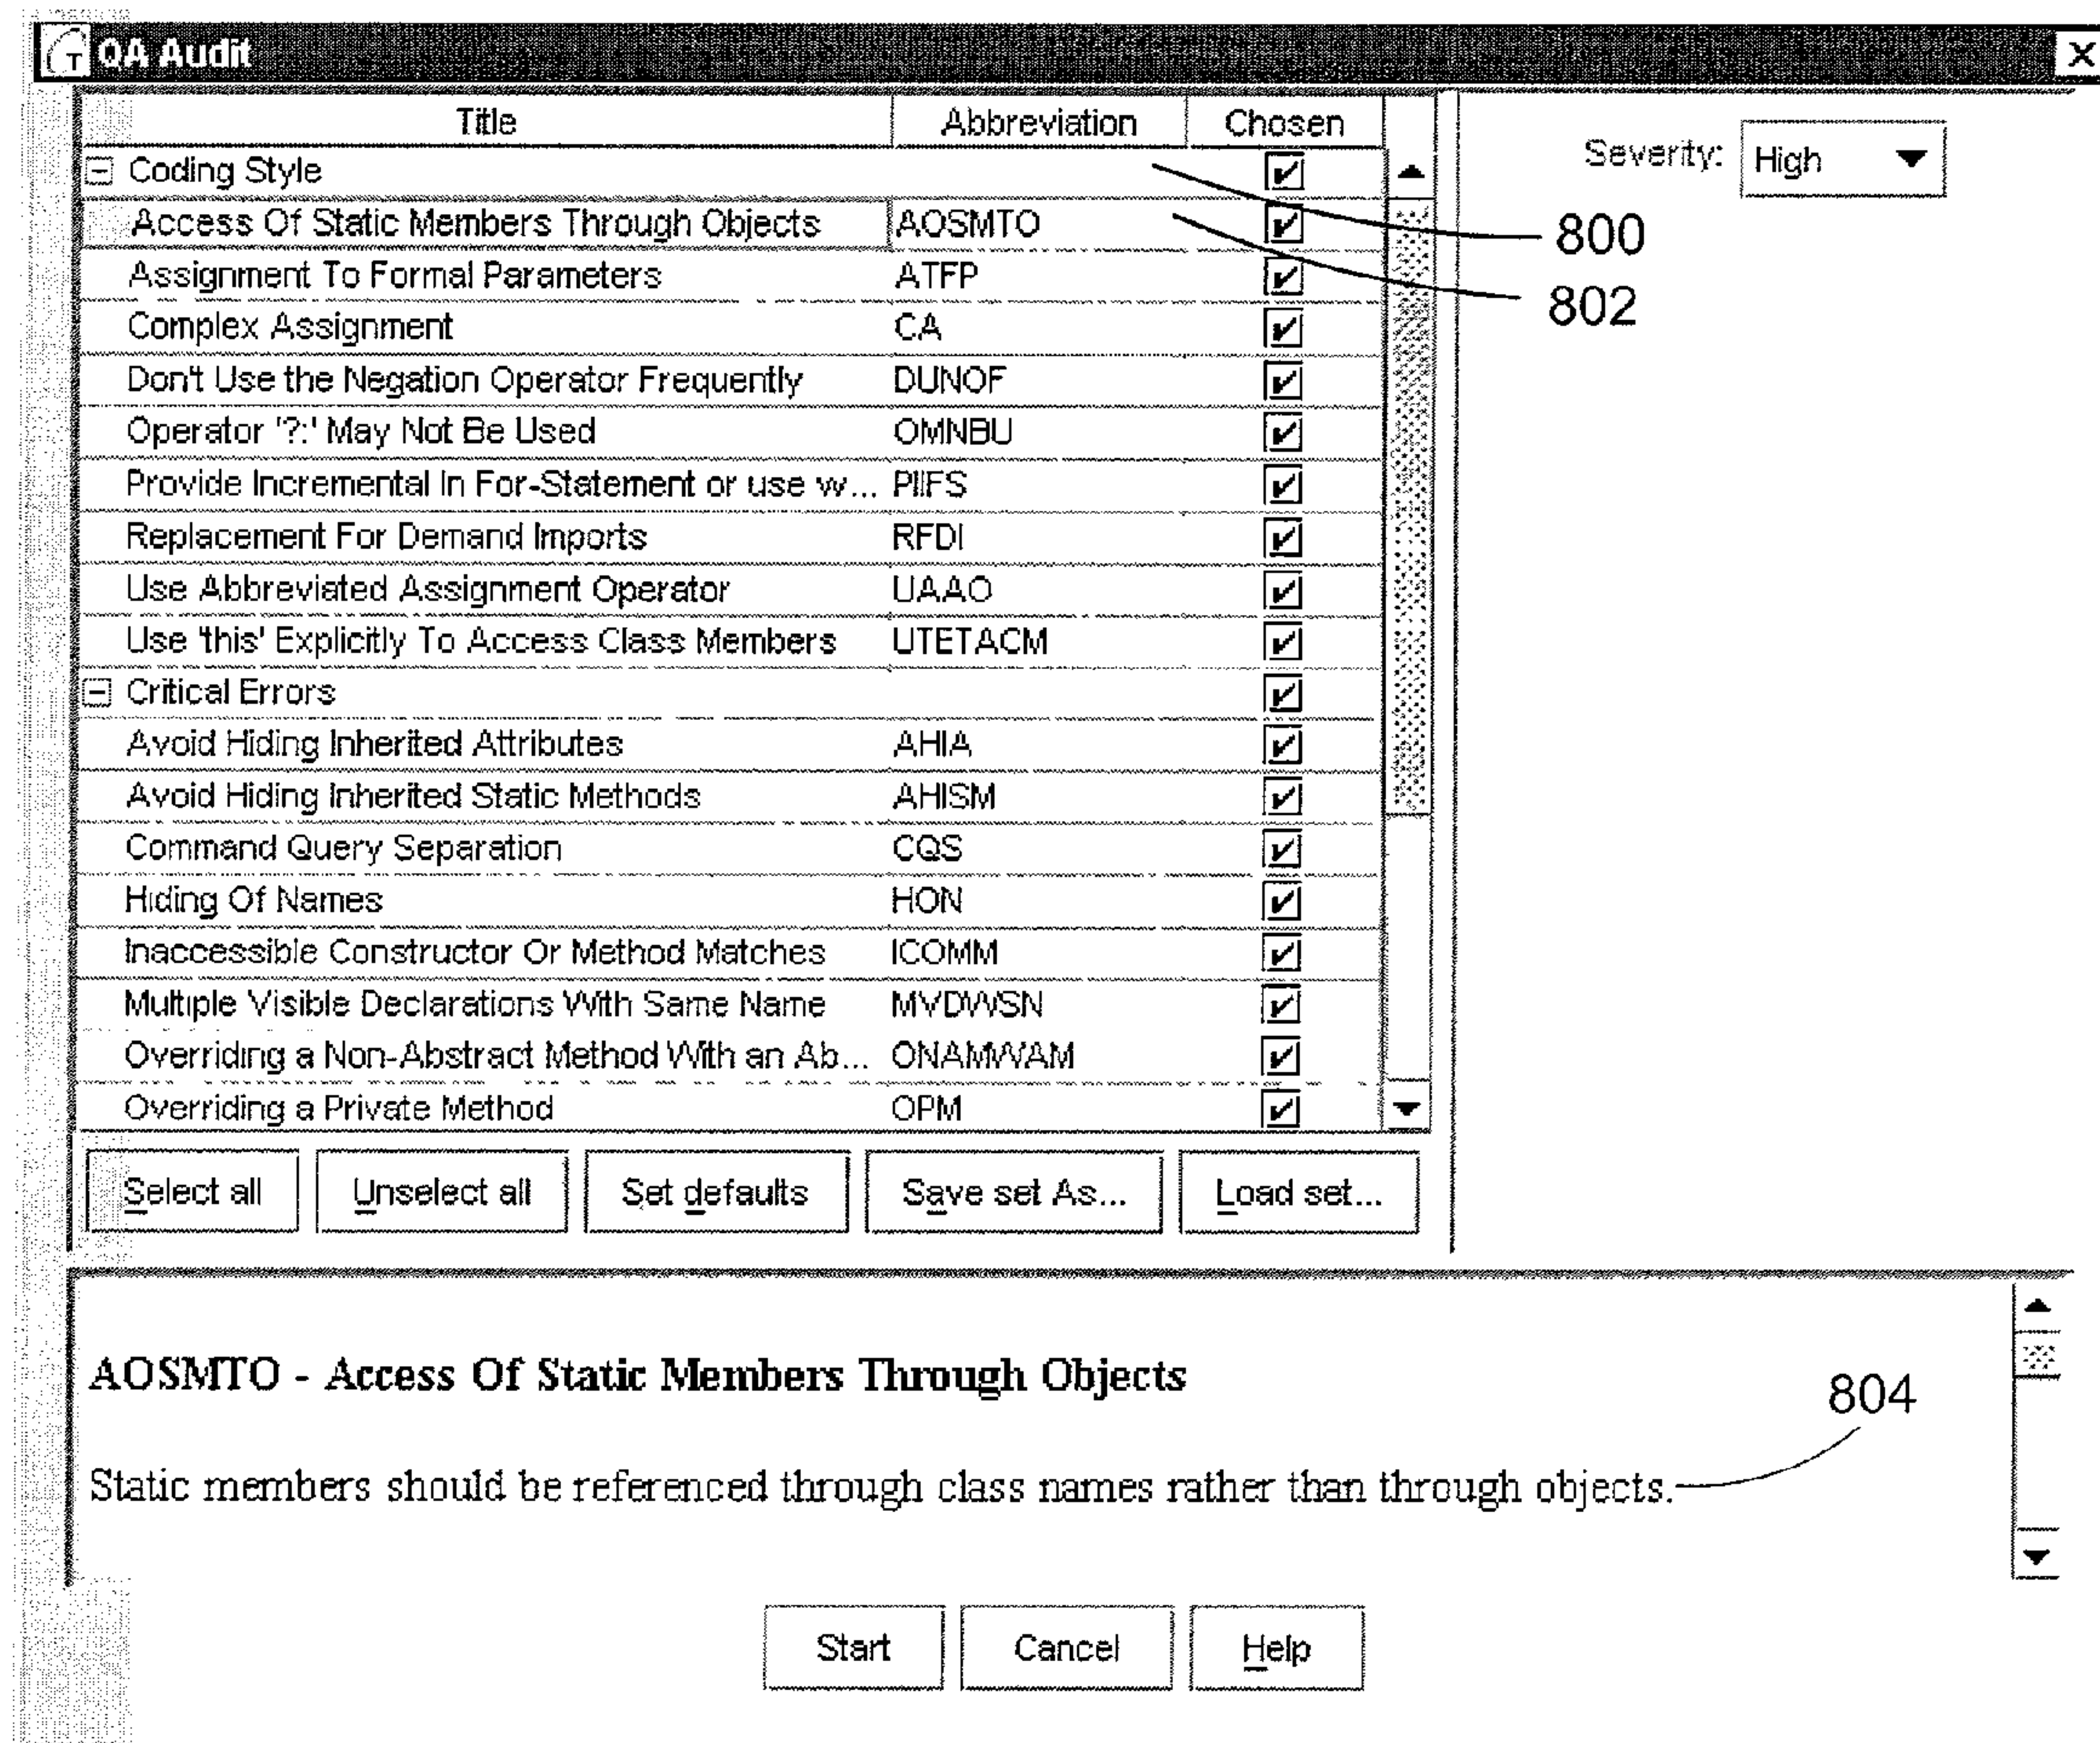 T QA Audit X
Title Abbreviation Chosen
Coding Style
Severity: High
Access Of Static Members Through Objects AOSMTO
800
Assignment To Formal Parameters ATFP
802
Complex Assignment CA
Don't Use the Negation Operator Frequently DUNOF
Operator '?:' May Not Be Used OMNBU
Provide Incremental In For-Statement or use w... PIIFS
Replacement For Demand Imports RFDI
Use Abbreviated Assignment Operator UAAO
Use 'this' Explicitly To Access Class Members UTETACM
Critical Errors
Avoid Hiding Inherited Attributes AHIA
Avoid Hiding Inherited Static Methods AHISM
Command Query Separation CQS
Hiding Of Names HON
Inaccessible Constructor Or Method Matches ICOMM
Multiple Visible Declarations With Same Name MVDWSN
Overriding a Non-Abstract Method With an Ab... ONAMWAM
Overriding a Private Method OPM
Select all Unselect all Set defaults Save set As... Load set...
AOSMTO - Access Of Static Members Through Objects
804
Static members should be referenced through class names rather than through objects.
Start Cancel Help